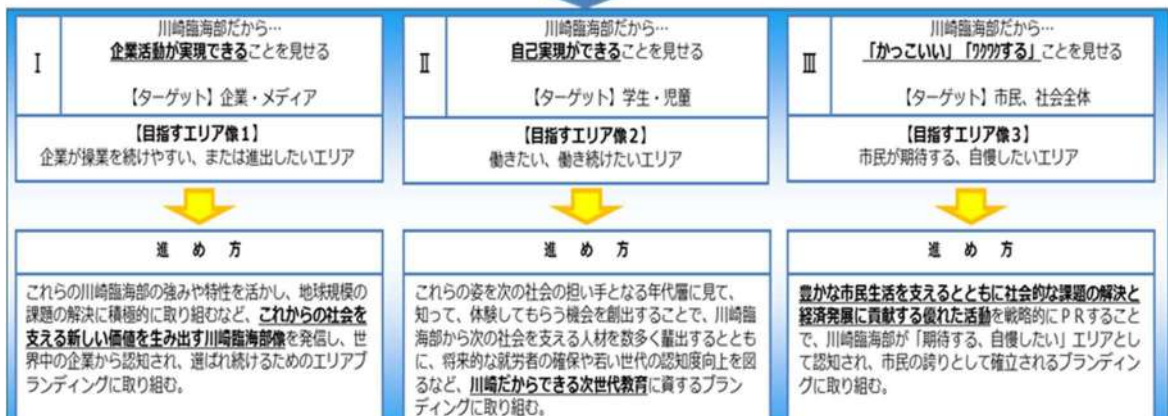 Ⅰ
川崎臨海部だから…
企業活動が実現できることを見せる
【ターゲット】企業・メディア
【目指すエリア像1】
企業が操業を続けやすい、または進出したいエリア
進 め 方
これらの川崎臨海部の強みや特性を活かし、地球規模の
課題の解決に積極的に取り組むなど、これからの社会を
支える新しい価値を生み出す川崎臨海部像を発信し、世
界中の企業から認知され、選ばれ続けるためのエリアブ
ランディングに取り組む。
Ⅱ
川崎臨海部だから…
自己実現ができることを見せる
【ターゲット】学生・児童
【目指すエリア像2】
働きたい、働き続けたいエリア
進 め 方
これらの姿を次の社会の担い手となる年代層に見て、
知って、体験してもらう機会を創出することで、川崎臨
海部から次の社会を支える人材を数多く輩出するととも
に、将来的な就労者の確保や若い世代の認知度向上を図
るなど、川崎だからできる次世代教育に資するブラン
ディングに取り組む。
Ⅲ
川崎臨海部だから…
「かっこいい」「ワクワクする」ことを見せる
【ターゲット】市民、社会全体
【目指すエリア像3】
市民が期待する、自慢したいエリア
進 め 方
豊かな市民生活を支えるとともに社会的な課題の解決と
経済発展に貢献する優れた活動を戦略的にPRすること
で、川崎臨海部が「期待する、自慢したい」エリアとし
て認知され、市民の誇りとして確立されるブランディン
グに取り組む。